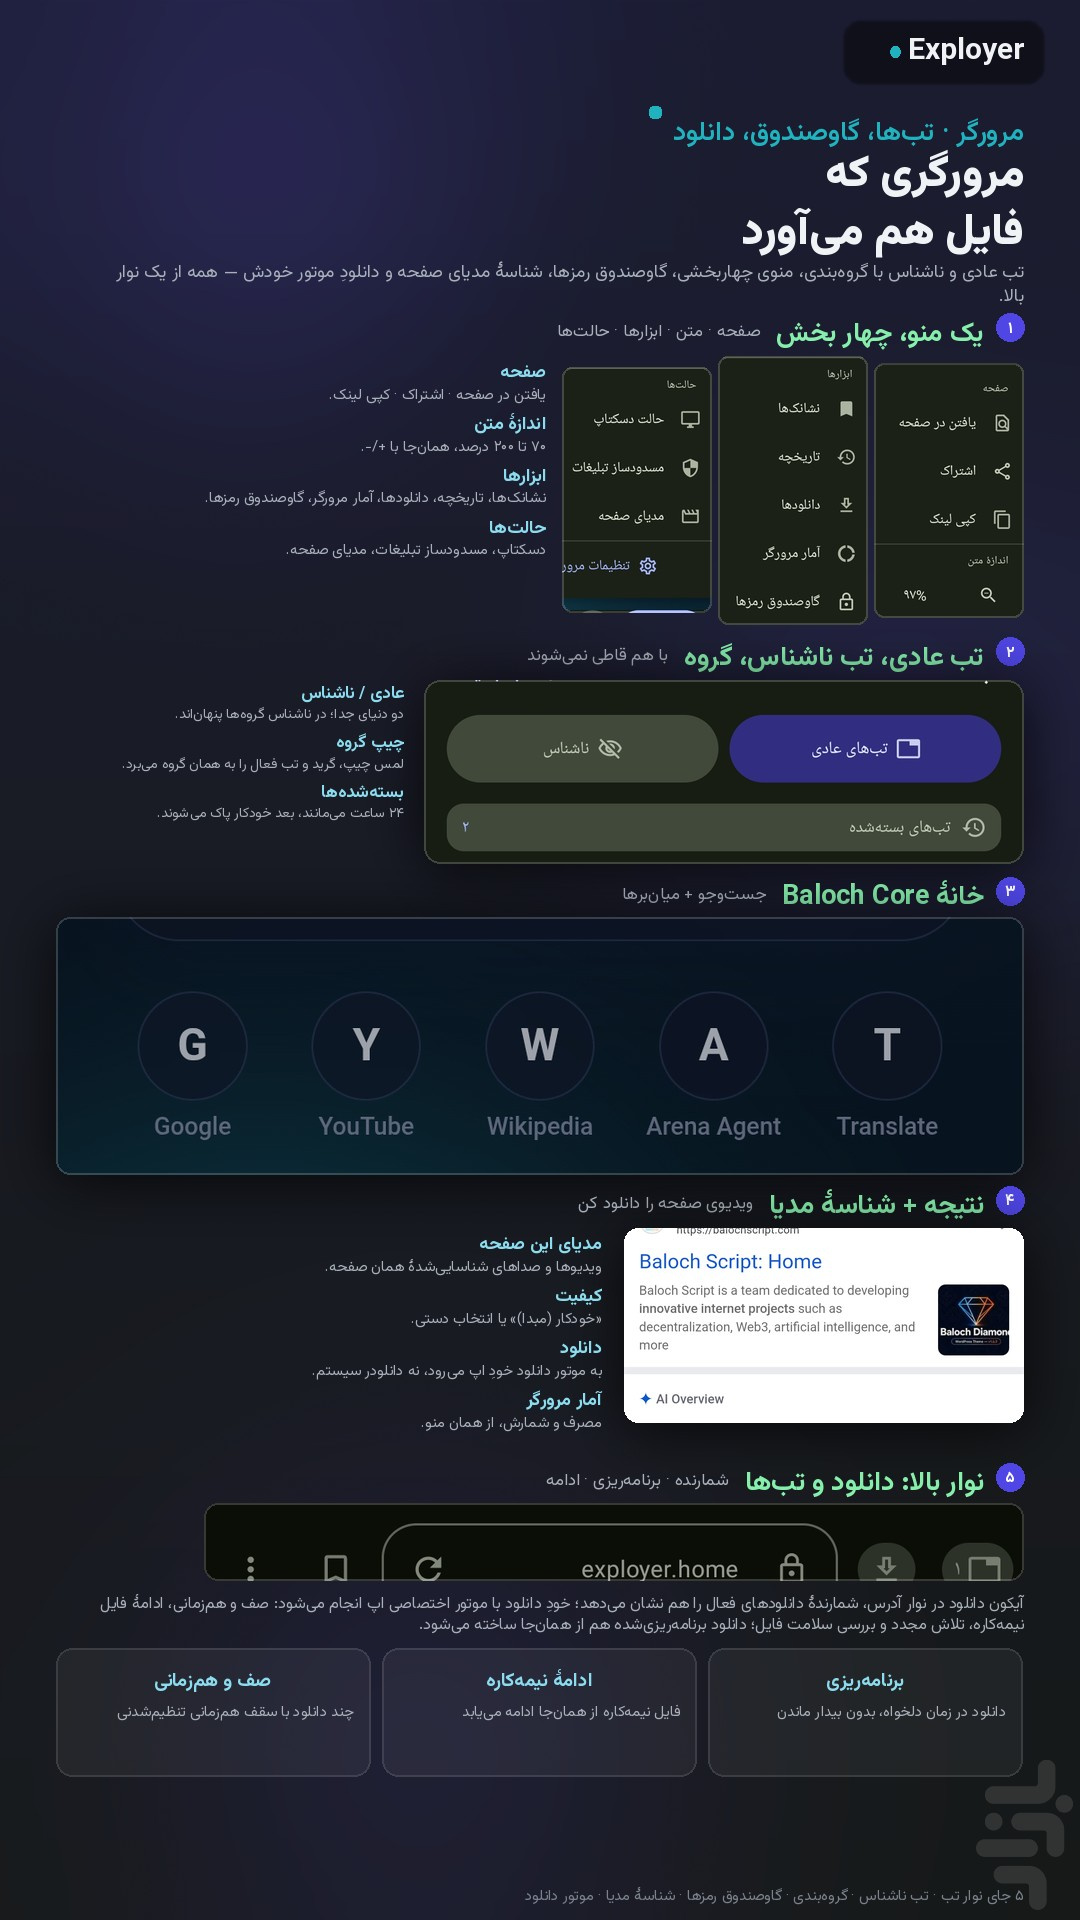 Exployer
مرورگر · تب‌ها، گاوصندوق، دانلود
مرورگری که
فایل هم می‌آورد
تب عادی و ناشناس با گروه‌بندی، منوی چهاربخشی، گاوصندوق رمزها، شناسهٔ مدیای صفحه و دانلودِ موتور خودش — همه از یک نوار
بالا.
۱ یک منو، چهار بخش صفحه · متن · ابزارها · حالت‌ها
صفحه
یافتن در صفحه
اشتراک
کپی لینک
اندازهٔ متن
۹۷%
ابزارها
نشانک‌ها
تاریخچه
دانلودها
آمار مرورگر
گاوصندوق رمزها
حالت‌ها
حالت دسکتاپ
مسدودساز تبلیغات
مدیای صفحه
تنظیمات مرور
صفحه
یافتن در صفحه · اشتراک · کپی لینک.
اندازهٔ متن
۷۰ تا ۲۰۰ درصد، همان‌جا با +/-.
ابزارها
نشانک‌ها، تاریخچه، دانلودها، آمار مرورگر، گاوصندوق رمزها.
حالت‌ها
دسکتاپ، مسدودساز تبلیغات، مدیای صفحه.
۲ تب عادی، تب ناشناس، گروه با هم قاطی نمی‌شوند
تب‌های عادی
ناشناس
تب‌های بسته‌شده ۲
عادی / ناشناس
دو دنیای جدا؛ در ناشناس گروه‌ها پنهان‌اند.
چیپ گروه
لمس چیپ، گرید و تب فعال را به همان گروه می‌برد.
بسته‌شده‌ها
۲۴ ساعت می‌مانند، بعد خودکار پاک می‌شوند.
۳ خانهٔ Baloch Core جست‌وجو + میان‌برها
G Y W A T
Google YouTube Wikipedia Arena Agent Translate
۴ نتیجه + شناسهٔ مدیا ویدیوی صفحه را دانلود کن
https://balochscript.com
Baloch Script: Home
Baloch Script is a team dedicated to developing
innovative internet projects such as
decentralization, Web3, artificial intelligence, and
more
Baloch Diamon
AI Overview
مدیای این صفحه
ویدیوها و صداهای شناسایی‌شدهٔ همان صفحه.
کیفیت
«خودکار (مبدا)» یا انتخاب دستی.
دانلود
به موتور دانلود خودِ اپ می‌رود، نه دانلودر سیستم.
آمار مرورگر
مصرف و شمارش، از همان منو.
۵ نوار بالا: دانلود و تب‌ها شمارنده · برنامه‌ریزی · ادامه
۱
exployer.home
آیکون دانلود در نوار آدرس، شمارندهٔ دانلودهای فعال را هم نشان می‌دهد؛ خودِ دانلود با موتور اختصاصی اپ انجام می‌شود: صف و هم‌زمانی، ادامهٔ فایل
نیمه‌کاره، تلاش مجدد و بررسی سلامت فایل؛ دانلود برنامه‌ریزی‌شده هم از همان‌جا ساخته می‌شود.
برنامه‌ریزی
دانلود در زمان دلخواه، بدون بیدار ماندن
ادامهٔ نیمه‌کاره
فایل نیمه‌کاره از همان‌جا ادامه می‌یابد
صف و هم‌زمانی
چند دانلود با سقف هم‌زمانی تنظیم‌شدنی
۵ جای نوار تب · تب ناشناس · گروه‌بندی · گاوصندوق رمزها · شناسهٔ مدیا · موتور دانلود